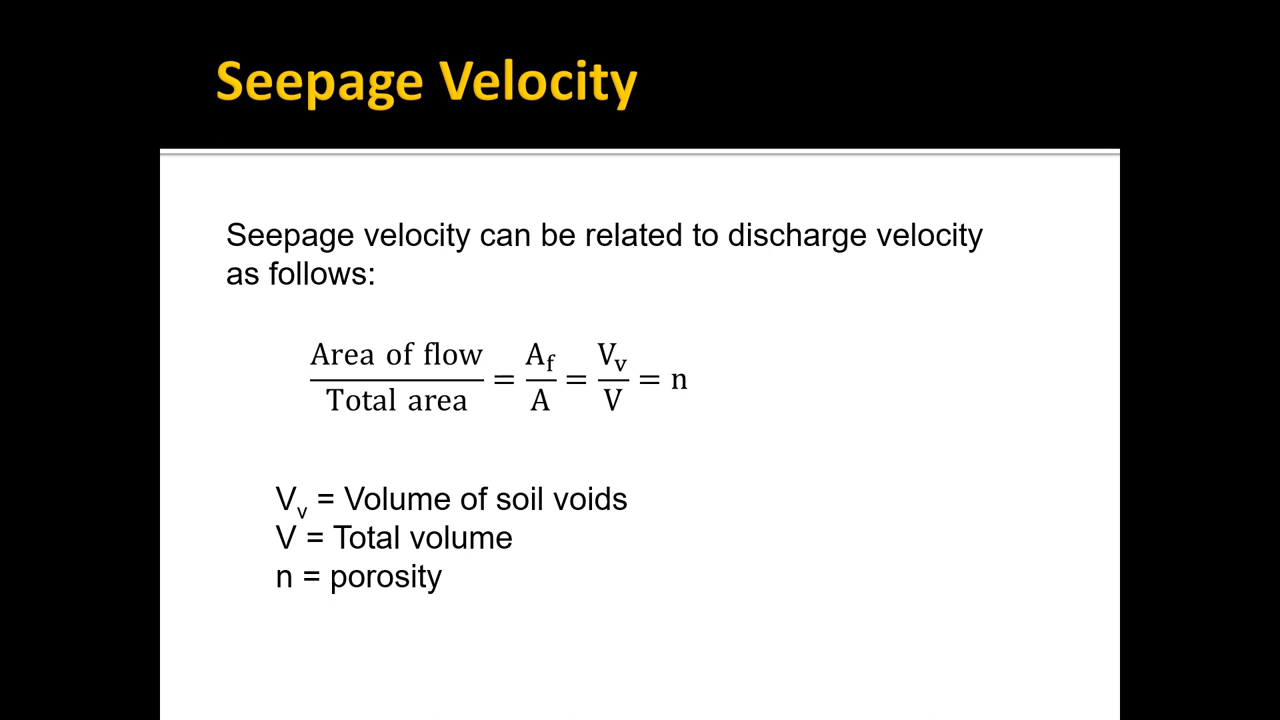 Seepage Velocity
Seepage velocity can be related to discharge velocity
as follows:
Area of flow / Total area = A_f / A = V_v / V = n
V_v = Volume of soil voids
V = Total volume
n = porosity